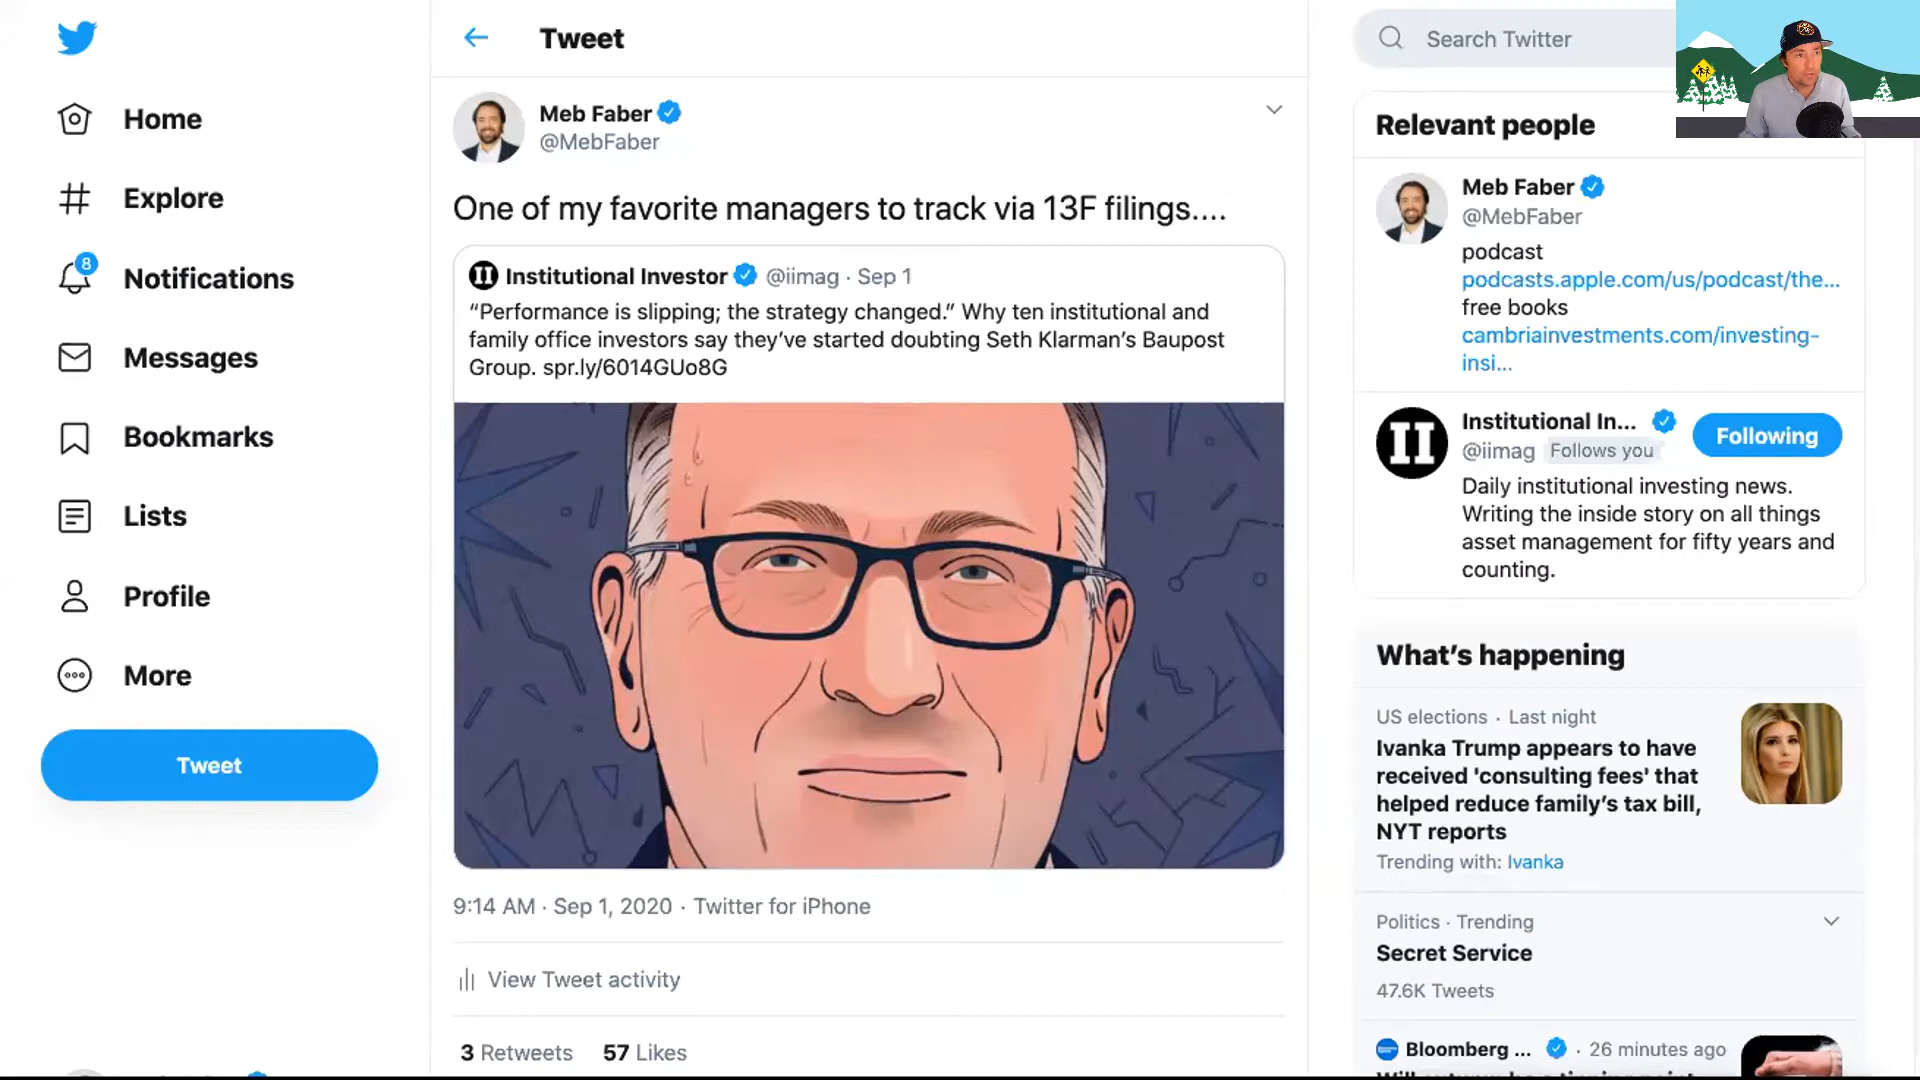 Home
Explore
8
Notifications
Messages
Bookmarks
Lists
Profile
More
Tweet
Tweet
Meb Faber
@MebFaber
One of my favorite managers to track via 13F filings....
Institutional Investor @iimag · Sep 1
“Performance is slipping; the strategy changed.” Why ten institutional and
family office investors say they’ve started doubting Seth Klarman’s Baupost
Group. spr.ly/6014GUo8G
9:14 AM · Sep 1, 2020 · Twitter for iPhone
View Tweet activity
3 Retweets 57 Likes
Search Twitter
Relevant people
Meb Faber
@MebFaber
podcast
podcasts.apple.com/us/podcast/the...
free books
cambriainvestments.com/investing-
insi...
Institutional In...
@iimag Follows you
Following
Daily institutional investing news.
Writing the inside story on all things
asset management for fifty years and
counting.
What’s happening
US elections · Last night
Ivanka Trump appears to have
received 'consulting fees' that
helped reduce family’s tax bill,
NYT reports
Trending with: Ivanka
Politics · Trending
Secret Service
47.6K Tweets
Bloomberg ... · 26 minutes ago